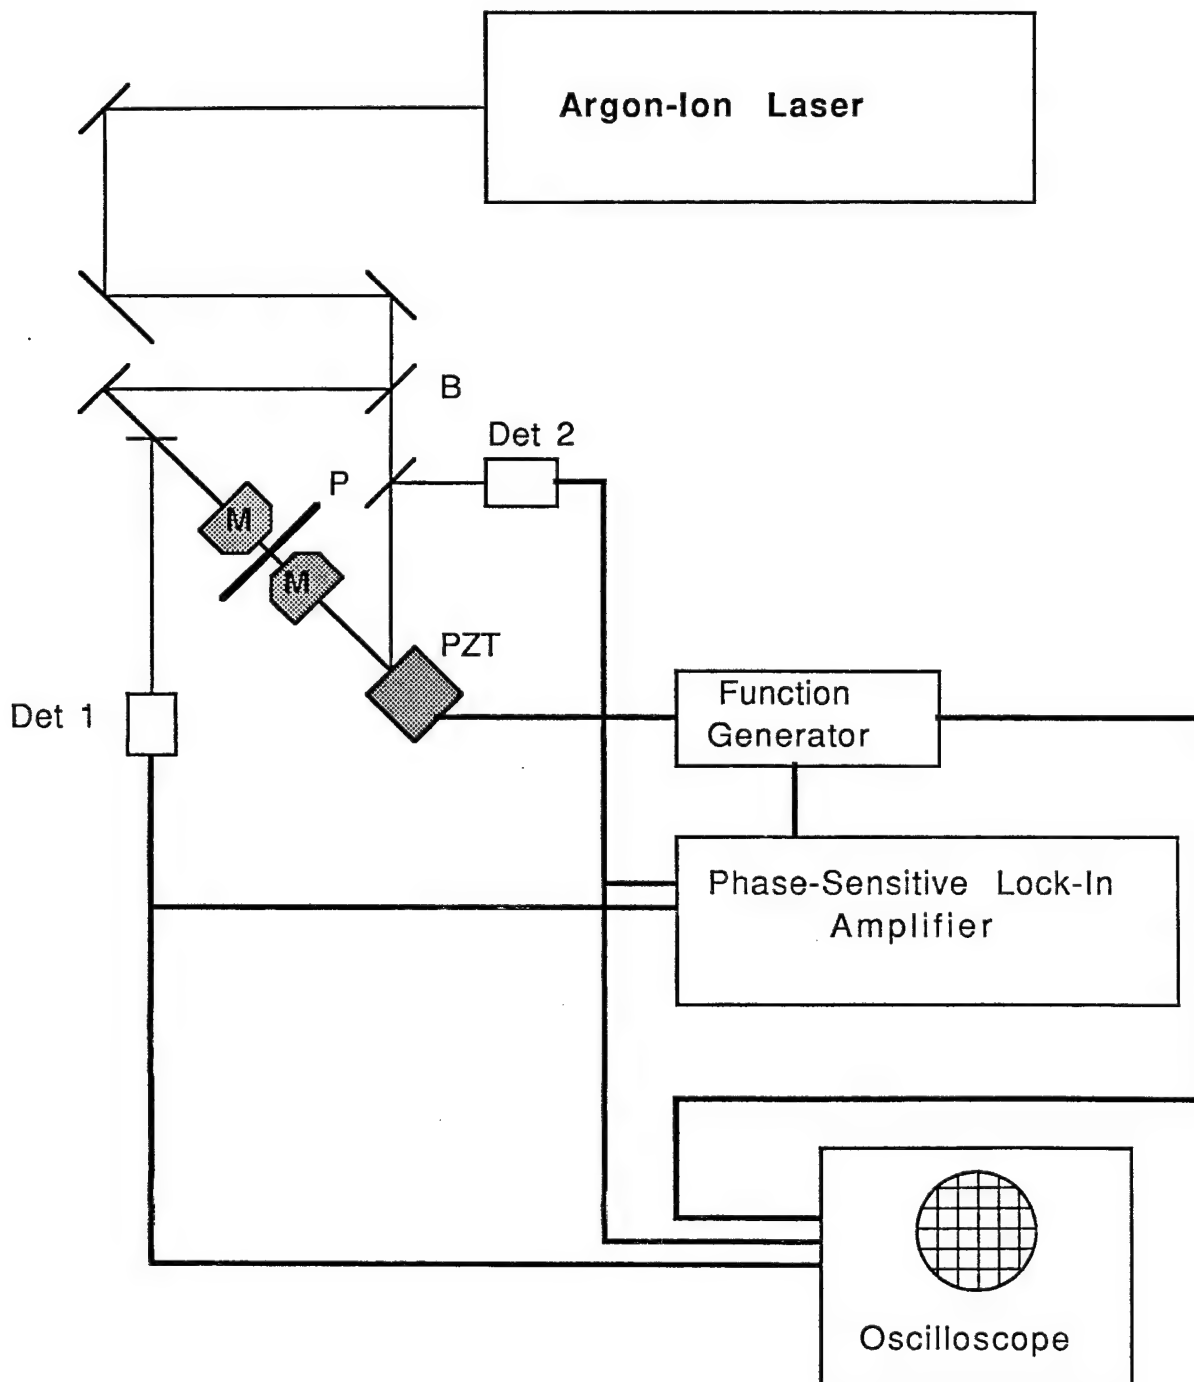 Argon-Ion Laser
B
Det 2
P
M
M
PZT
Det 1
Function
Generator
Phase-Sensitive Lock-In
Amplifier
Oscilloscope